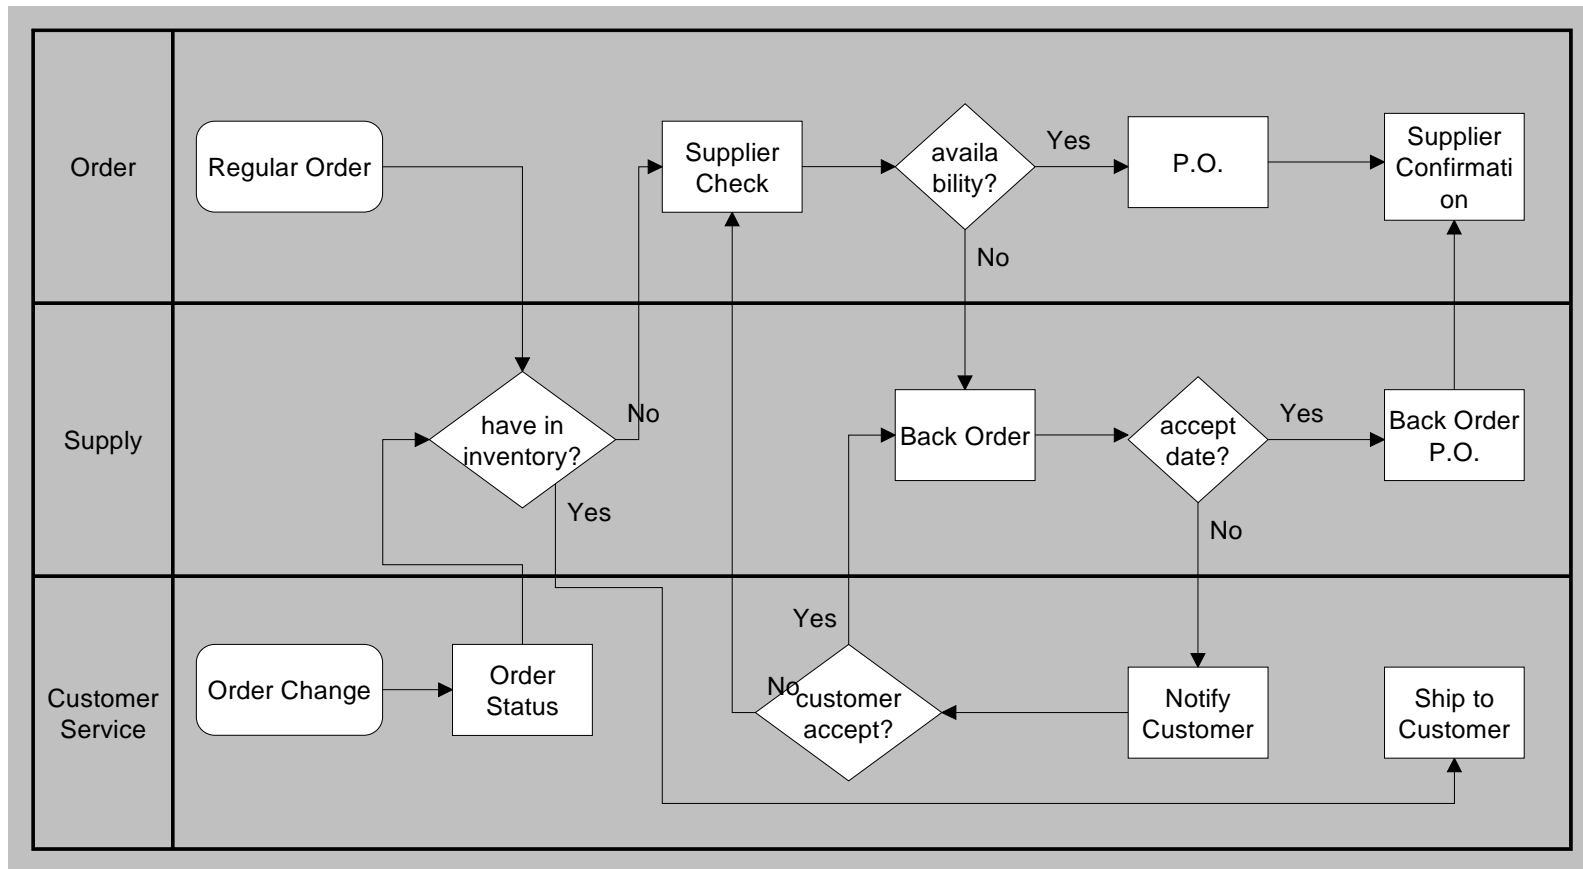 Order
Regular Order
Supplier
Check
availa
bility?
Yes
P.O.
Supplier
Confirmati
on
No
Supply
have in
inventory?
No
Yes
Back Order
accept
date?
Yes
Back Order
P.O.
No
Customer
Service
Order Change
Order
Status
Yes
No
customer
accept?
Notify
Customer
Ship to
Customer